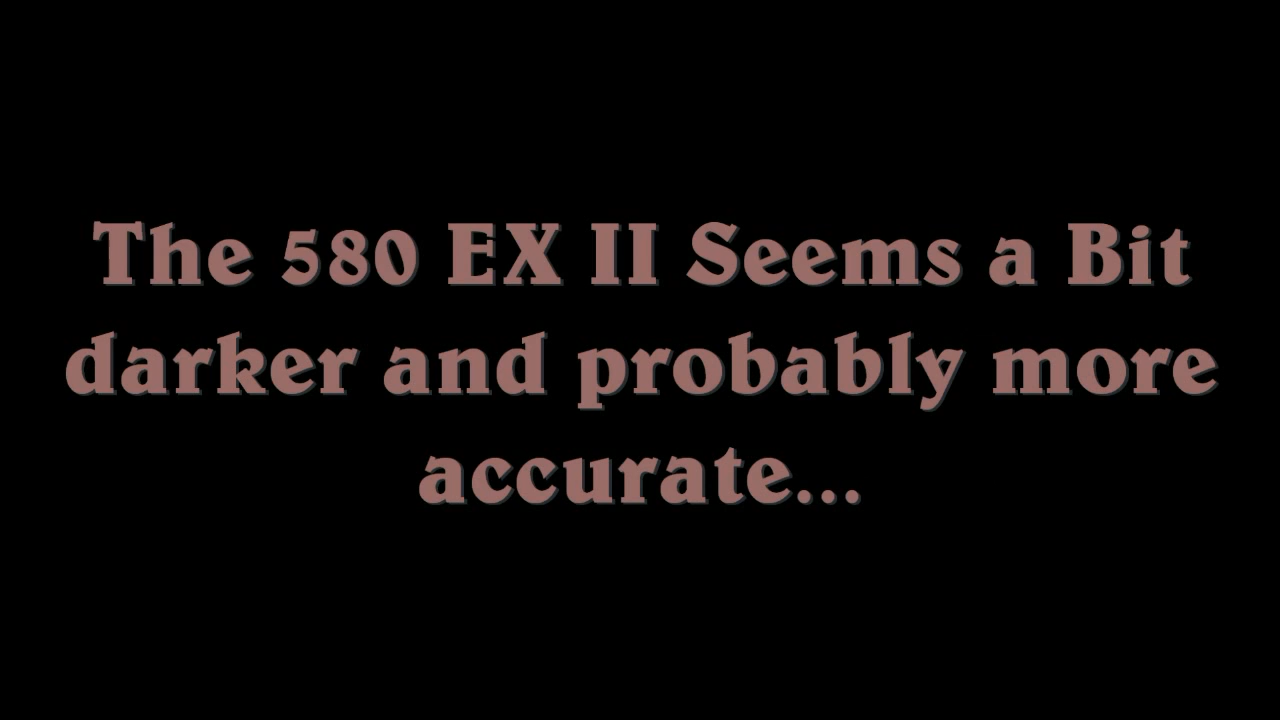 The 580 EX II Seems a Bit
darker and probably more
accurate...